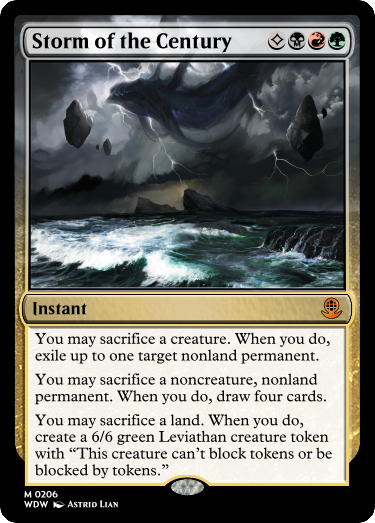 Storm of the Century
Instant
You may sacrifice a creature. When you do,
exile up to one target nonland permanent.
You may sacrifice a noncreature, nonland
permanent. When you do, draw four cards.
You may sacrifice a land. When you do,
create a 6/6 green Leviathan creature token
with “This creature can’t block tokens or be
blocked by tokens.”
M 0206
WDW Astrid Lian